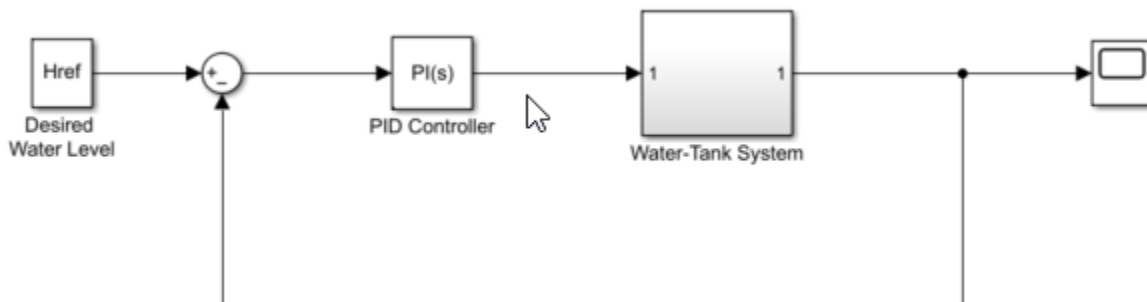 Href
+
-
PI(s)
1
1
Desired
Water Level
PID Controller
Water-Tank System